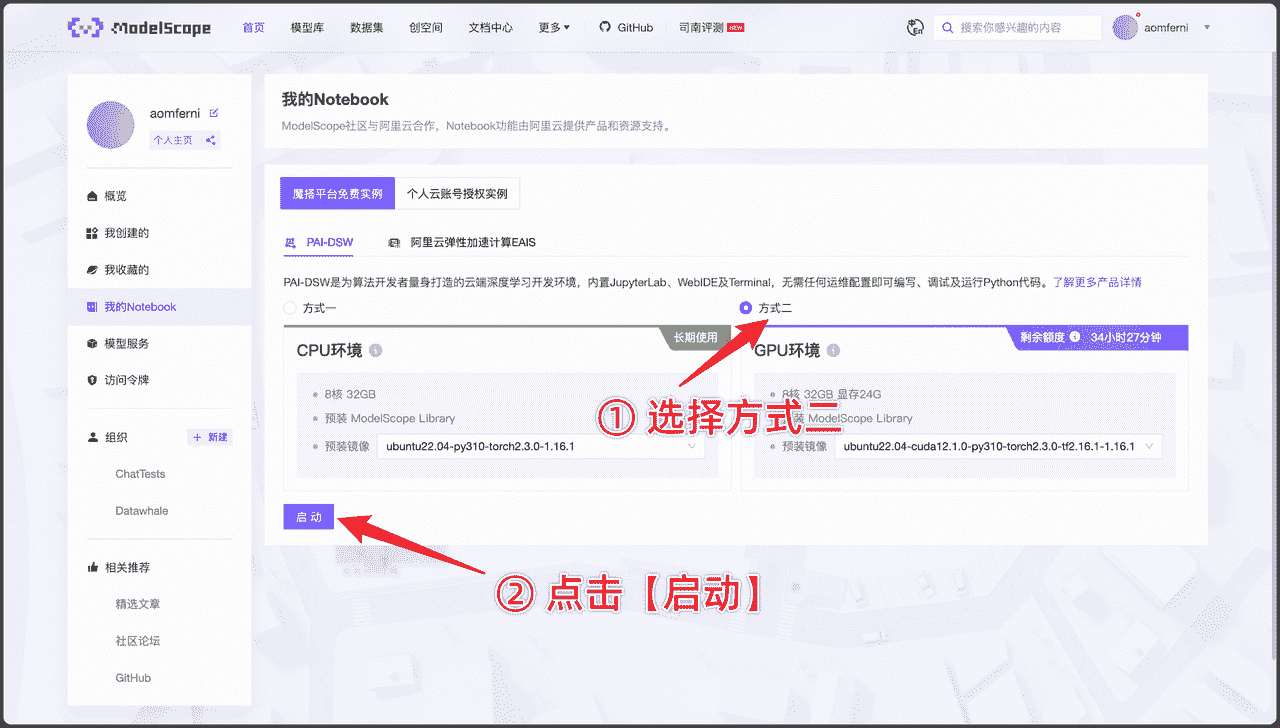 ModelScope 首页 模型库 数据集 创空间 文档中心 更多 GitHub 司南评测 NEW En 搜索你感兴趣的内容 aomferni
aomferni
个人主页
概览
我创建的
我收藏的
我的Notebook
模型服务
访问令牌
组织 + 新建
ChatTests
Datawhale
相关推荐
精选文章
社区论坛
GitHub
我的Notebook
ModelScope社区与阿里云合作，Notebook功能由阿里云提供产品和资源支持。
魔搭平台免费实例 个人云账号授权实例
PAI-DSW 阿里云弹性加速计算EAIS
PAI-DSW是为算法开发者量身打造的云端深度学习开发环境，内置JupyterLab、WebIDE及Terminal，无需任何运维配置即可编写、调试及运行Python代码。了解更多产品详情
方式一
长期使用
CPU环境
8核 32GB
预装 ModelScope Library
预装镜像 ubuntu22.04-py310-torch2.3.0-1.16.1
方式二
剩余额度 34小时27分钟
GPU环境
8核 32GB 显存24G
预装 ModelScope Library
预装镜像 ubuntu22.04-cuda12.1.0-py310-torch2.3.0-tf2.16.1-1.16.1
① 选择方式二
启动
② 点击【启动】